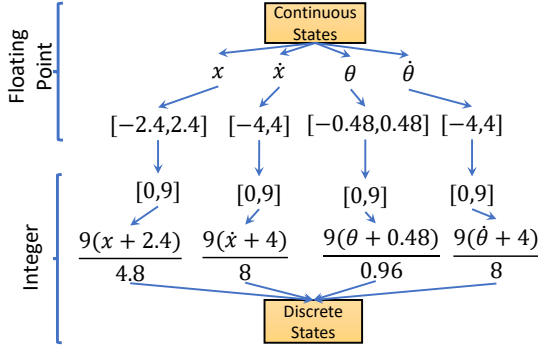 Continuous
States
Floating
Point
x ẋ θ θ̇
[−2.4,2.4] [−4,4] [−0.48,0.48] [−4,4]
[0,9] [0,9] [0,9] [0,9]
Integer
9(x + 2.4) 9(ẋ + 4) 9(θ + 0.48) 9(θ̇ + 4)
4.8 8 0.96 8
Discrete
States